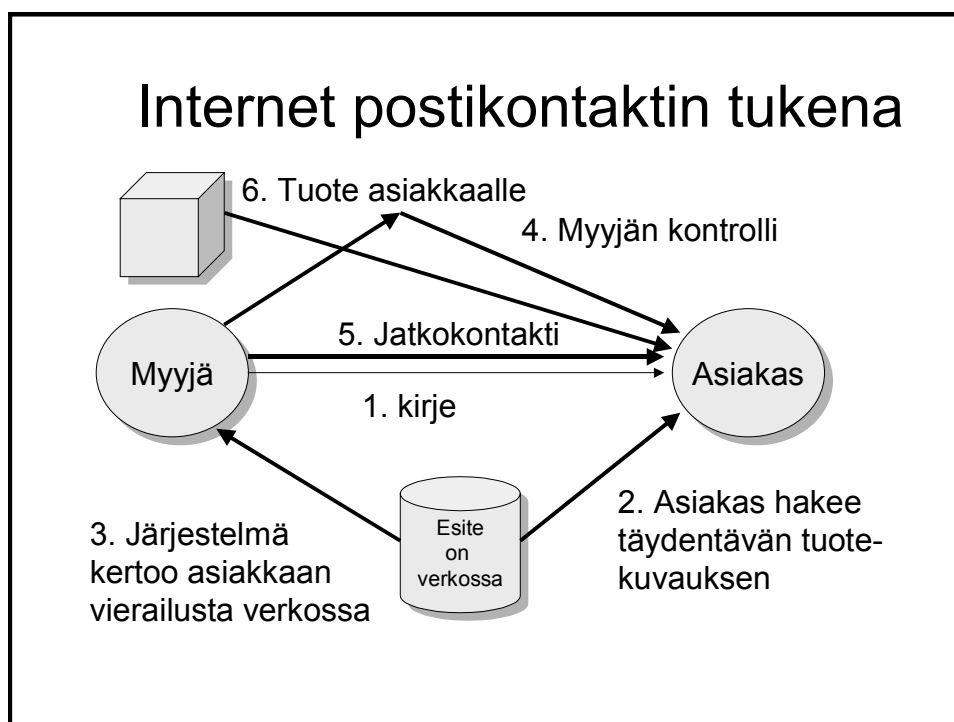 Internet postikontaktin tukena
6. Tuote asiakkaalle
4. Myyjän kontrolli
5. Jatkokontakti
Myyjä
Asiakas
1. kirje
2. Asiakas hakee
täydentävän tuote-
kuvauksen
Esite
on
verkossa
3. Järjestelmä
kertoo asiakkaan
vierailusta verkossa